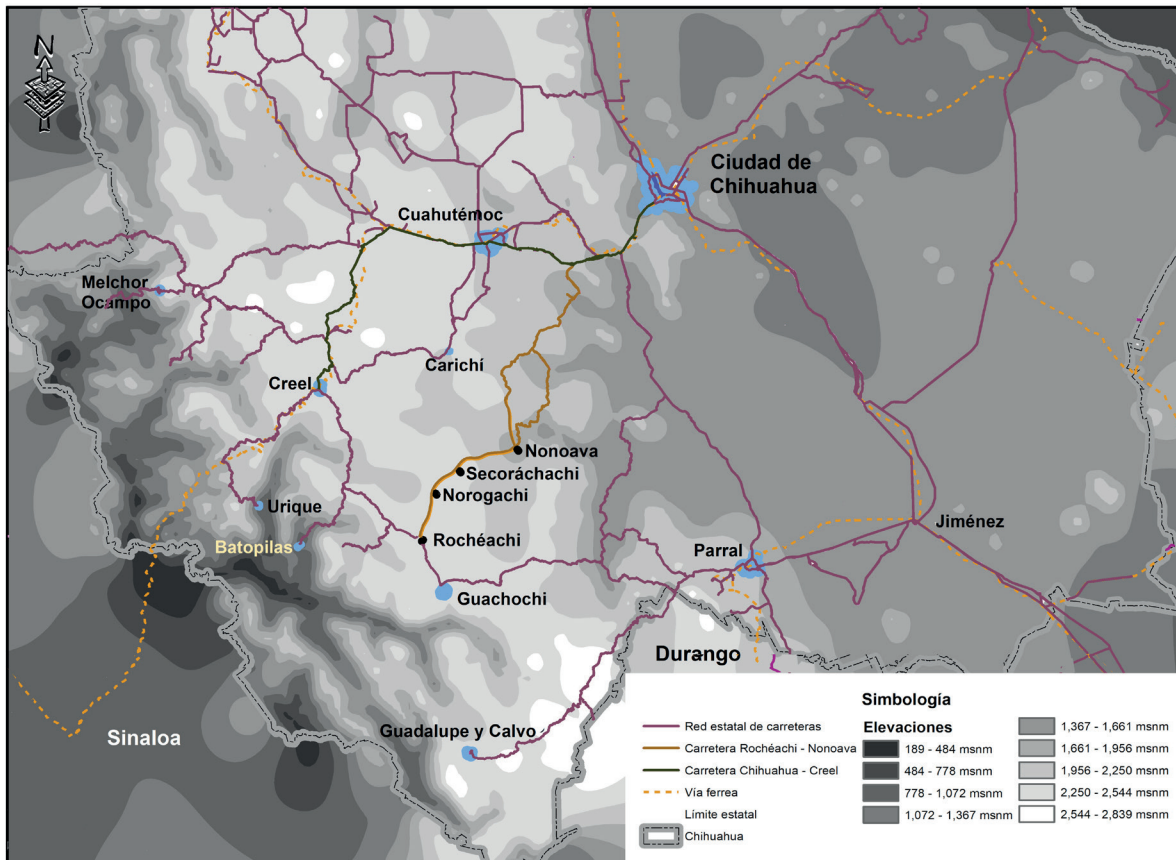 N
Ciudad de
Chihuahua
Cuahutémoc
Melchor
Ocampo
Carichí
Creel
Nonoava
Secoráchachi
Norogachi
Urique
Batopilas
Rochéachi
Jiménez
Parral
Guachochi
Durango
Sinaloa
Guadalupe y Calvo
Simbología
Red estatal de carreteras
Carretera Rochéachi - Nonoava
Carretera Chihuahua - Creel
Vía ferrea
Límite estatal
Chihuahua
Elevaciones
189 - 484 msnm
484 - 778 msnm
778 - 1,072 msnm
1,072 - 1,367 msnm
1,367 - 1,661 msnm
1,661 - 1,956 msnm
1,956 - 2,250 msnm
2,250 - 2,544 msnm
2,544 - 2,839 msnm